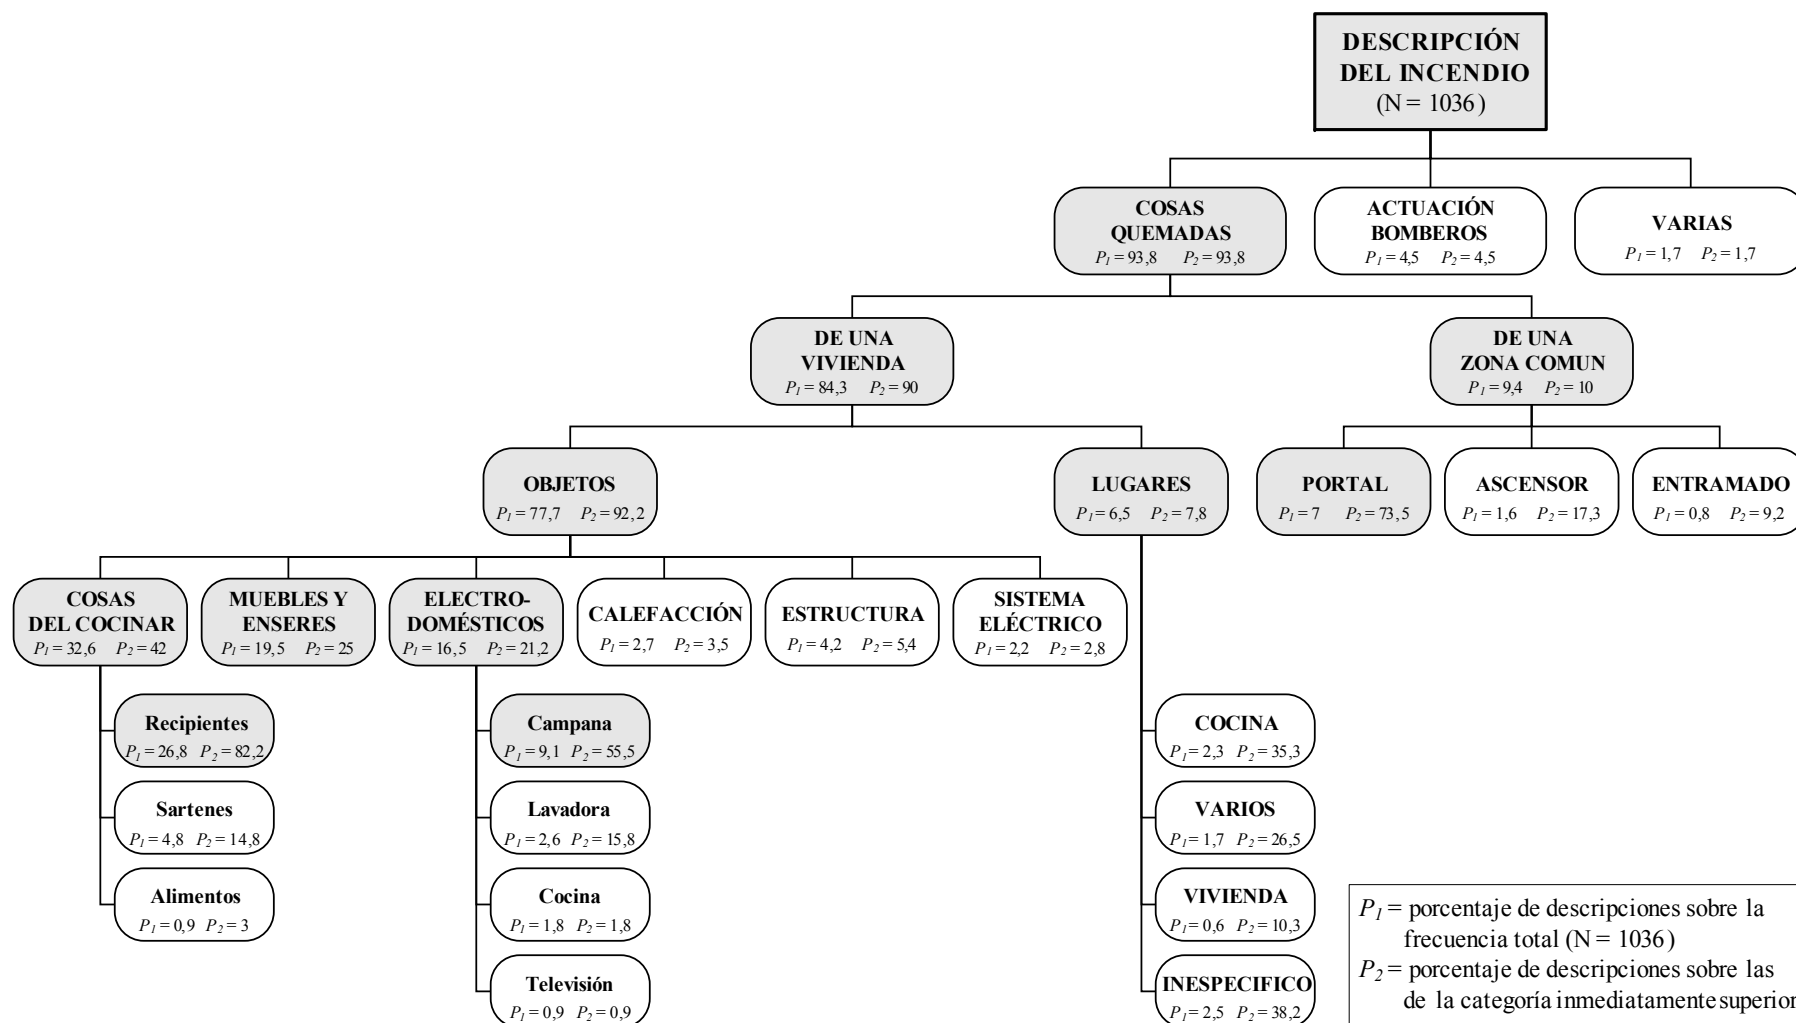 DESCRIPCIÓN
DEL INCENDIO
(N = 1036)
COSAS
QUEMADAS
P1 = 93,8 P2 = 93,8
ACTUACIÓN
BOMBEROS
P1 = 4,5 P2 = 4,5
VARIAS
P1 = 1,7 P2 = 1,7
DE UNA
VIVIENDA
P1 = 84,3 P2 = 90
DE UNA
ZONA COMUN
P1 = 9,4 P2 = 10
OBJETOS
P1 = 77,7 P2 = 92,2
LUGARES
P1 = 6,5 P2 = 7,8
PORTAL
P1 = 7 P2 = 73,5
ASCENSOR
P1 = 1,6 P2 = 17,3
ENTRAMADO
P1 = 0,8 P2 = 9,2
COSAS
DEL COCINAR
P1 = 32,6 P2 = 42
MUEBLES Y
ENSERES
P1 = 19,5 P2 = 25
ELECTRO-
DOMÉSTICOS
P1 = 16,5 P2 = 21,2
CALEFACCIÓN
P1 = 2,7 P2 = 3,5
ESTRUCTURA
P1 = 4,2 P2 = 5,4
SISTEMA
ELÉCTRICO
P1 = 2,2 P2 = 2,8
Recipientes
P1 = 26,8 P2 = 82,2
Sartenes
P1 = 4,8 P2 = 14,8
Alimentos
P1 = 0,9 P2 = 3
Campana
P1 = 9,1 P2 = 55,5
Lavadora
P1 = 2,6 P2 = 15,8
Cocina
P1 = 1,8 P2 = 1,8
Televisión
P1 = 0,9 P2 = 0,9
COCINA
P1 = 2,3 P2 = 35,3
VARIOS
P1 = 1,7 P2 = 26,5
VIVIENDA
P1 = 0,6 P2 = 10,3
INESPECIFICO
P1 = 2,5 P2 = 38,2
P1 = porcentaje de descripciones sobre la
frecuencia total (N = 1036)
P2 = porcentaje de descripciones sobre las
de la categoría inmediatamente superior